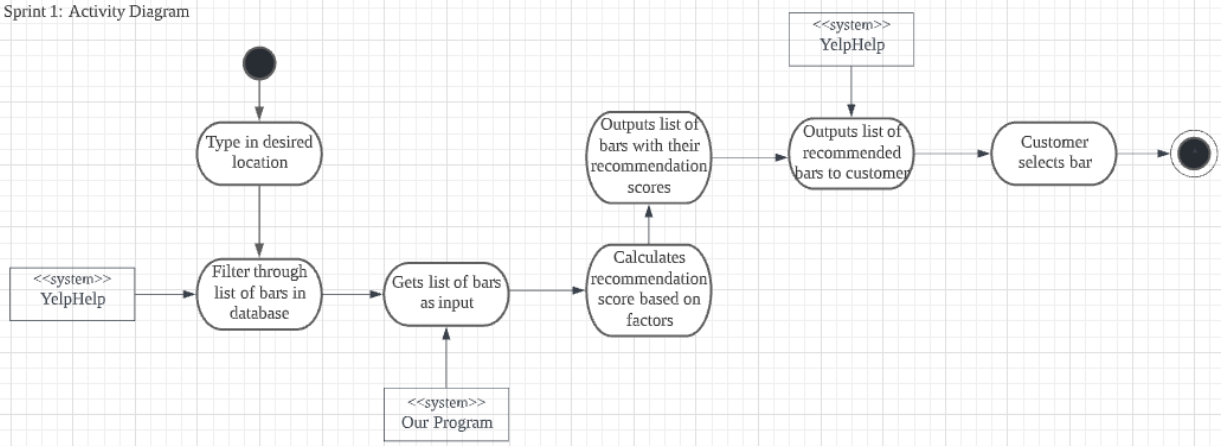 Sprint 1: Activity Diagram
Type in desired
location
<<system>>
YelpHelp
Filter through
list of bars in
database
Gets list of bars
as input
<<system>>
Our Program
Calculates
recommendation
score based on
factors
Outputs list of
bars with their
recommendation
scores
<<system>>
YelpHelp
Outputs list of
recommended
bars to customer
Customer
selects bar